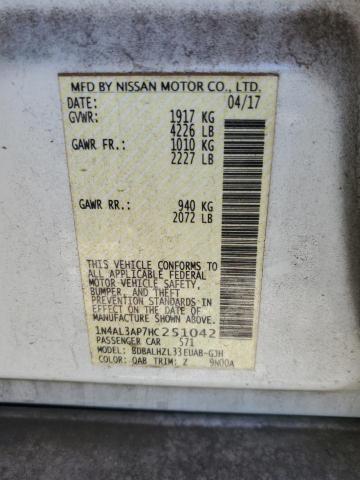 MFD BY NISSAN MOTOR CO., LTD.
DATE: 04/17
GVWR: 1917 KG
4226 LB
GAWR FR.: 1010 KG
2227 LB
GAWR RR.: 940 KG
2072 LB
THIS VEHICLE CONFORMS TO
ALL APPLICABLE FEDERAL
MOTOR VEHICLE SAFETY,
BUMPER, AND THEFT
PREVENTION STANDARDS
IN EFFECT ON THE DATE OF
MANUFACTURE SHOWN ABOVE.
1N4AL3AP7HC251042
PASSENGER CAR 571
MODEL: BDBALHZL33EUAB-GJH
COLOR: QAB TRIM: Z 9N00A